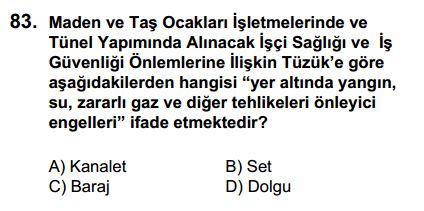 83. Maden ve Taş Ocakları İşletmelerinde ve
Tünel Yapımında Alınacak İşçi Sağlığı ve İş
Güvenliği Önlemlerine İlişkin Tüzük'e göre
aşağıdakilerden hangisi “yer altında yangın,
su, zararlı gaz ve diğer tehlikeleri önleyici
engelleri” ifade etmektedir?
A) Kanalet B) Set
C) Baraj D) Dolgu